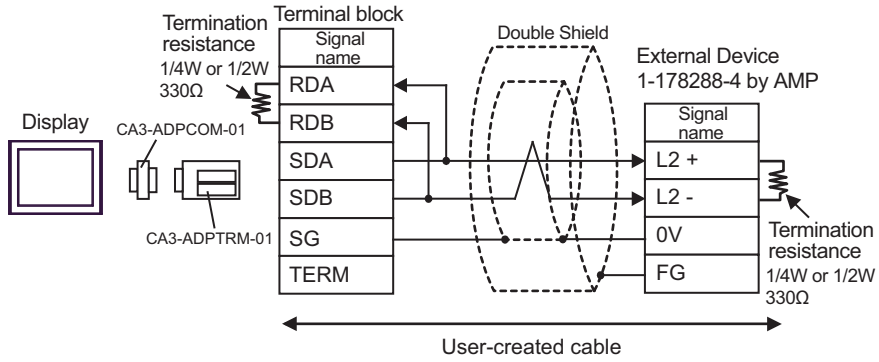 Termination
resistance
1/4W or 1/2W
330Ω
Terminal block
Signal
name
RDA
RDB
SDA
SDB
SG
TERM
Display
CA3-ADPCOM-01
CA3-ADPTRM-01
Double Shield
External Device
1-178288-4 by AMP
Signal
name
L2 +
L2 -
0V
FG
Termination
resistance
1/4W or 1/2W
330Ω
User-created cable